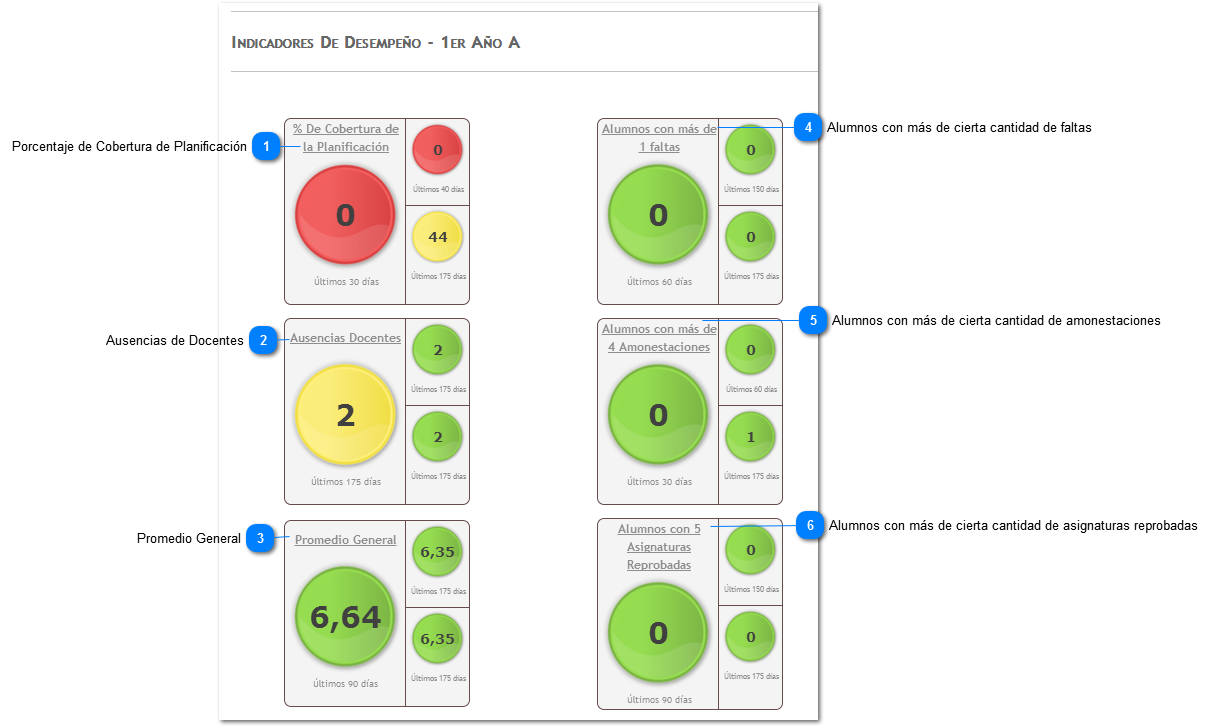 Indicadores De Desempeño - 1er Año A
Porcentaje de Cobertura de Planificación
1
% De Cobertura de
la Planificación
0
Últimos 30 días
0
Últimos 40 días
44
Últimos 175 días
Alumnos con más de
1 faltas
0
Últimos 60 días
0
Últimos 150 días
0
Últimos 175 días
4
Alumnos con más de cierta cantidad de faltas
Ausencias de Docentes
2
Ausencias Docentes
2
Últimos 175 días
2
Últimos 175 días
2
Últimos 175 días
Alumnos con más de
4 Amonestaciones
0
Últimos 30 días
0
Últimos 60 días
1
Últimos 175 días
5
Alumnos con más de cierta cantidad de amonestaciones
Promedio General
3
Promedio General
6,64
Últimos 90 días
6,35
Últimos 175 días
6,35
Últimos 175 días
Alumnos con 5
Asignaturas
Reprobadas
0
Últimos 90 días
0
Últimos 150 días
0
Últimos 175 días
6
Alumnos con más de cierta cantidad de asignaturas reprobadas